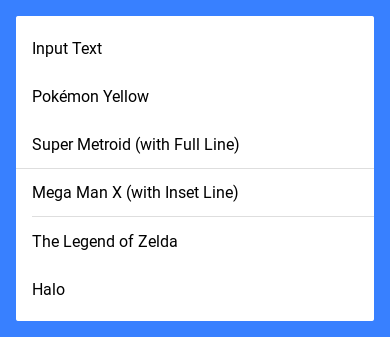 Input Text
Pokémon Yellow
Super Metroid (with Full Line)
Mega Man X (with Inset Line)
The Legend of Zelda
Halo